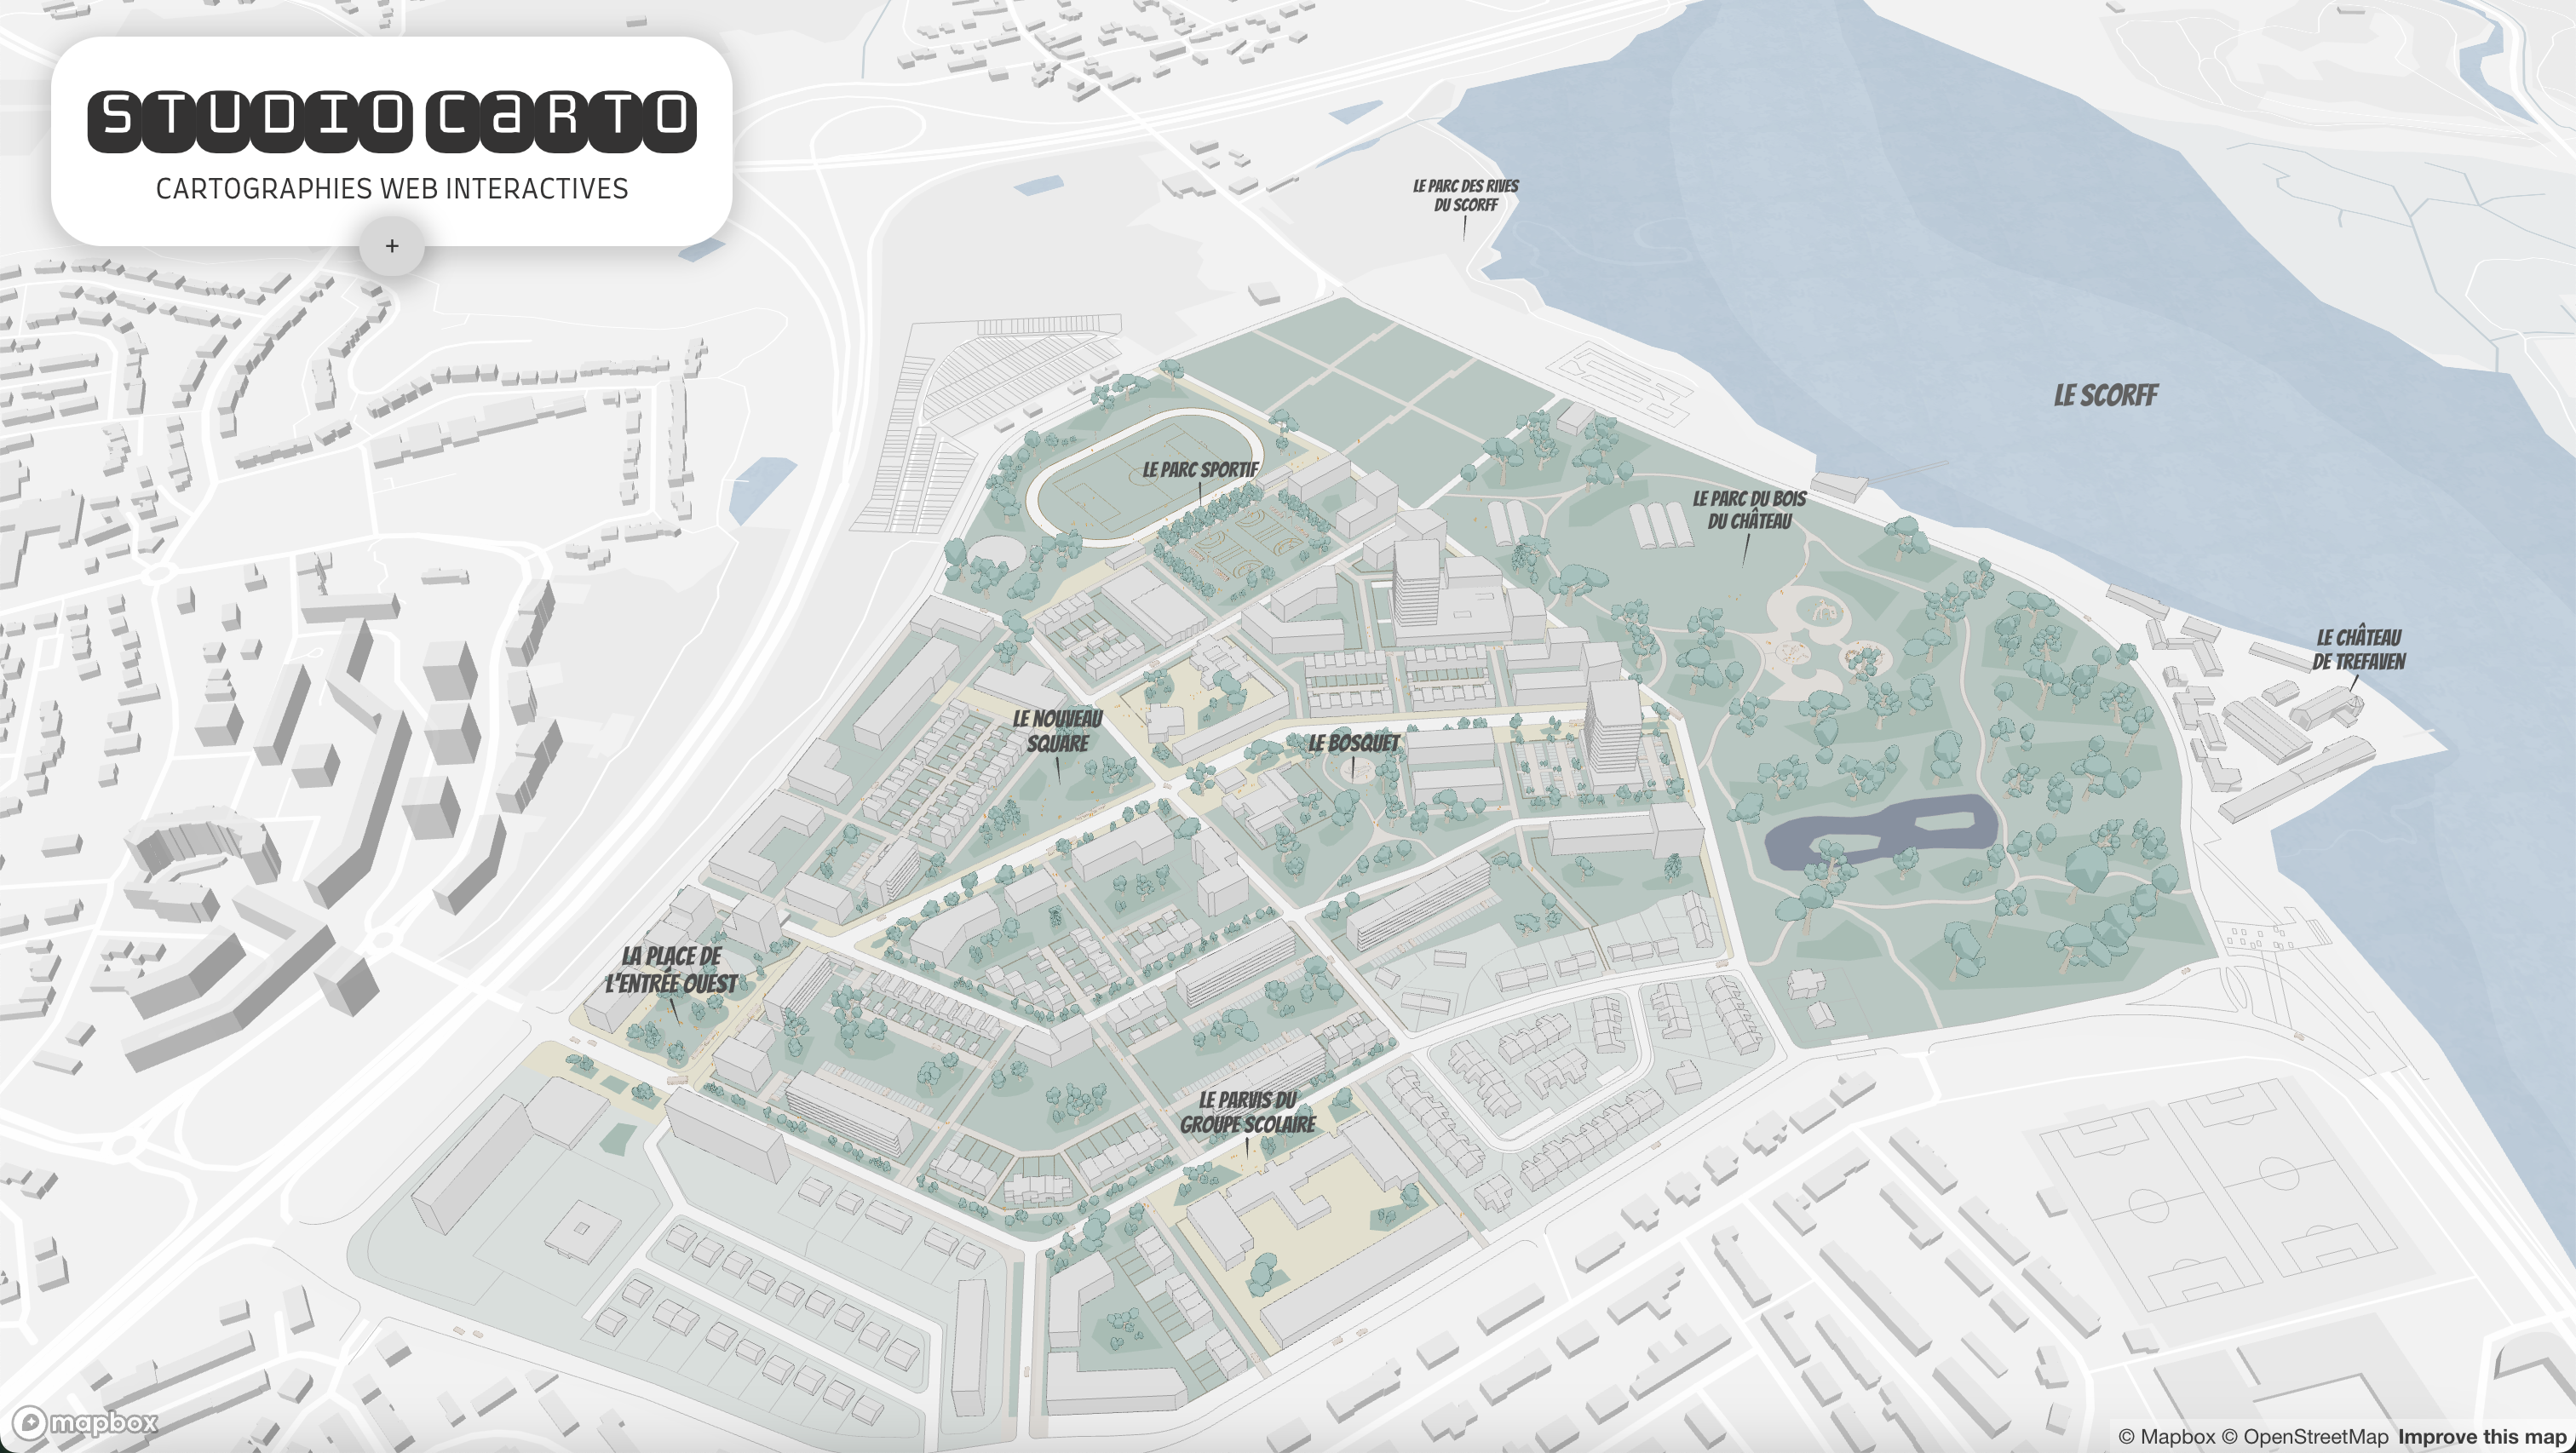 STUDIO CaRTO
CARTOGRAPHIES WEB INTERACTIVES
+
LE PARC DES RIVES
DU SCORFF
LE SCORFF
LE PARC SPORTIF
LE PARC DU BOIS
DU CHÂTEAU
LE CHÂTEAU
DE TREFAVEN
LE NOUVEAU
SQUARE
LE BOSQUET
LA PLACE DE
L'ENTRÉE OUEST
LE PARVIS DU
GROUPE SCOLAIRE
mapbox
© Mapbox © OpenStreetMap Improve this map